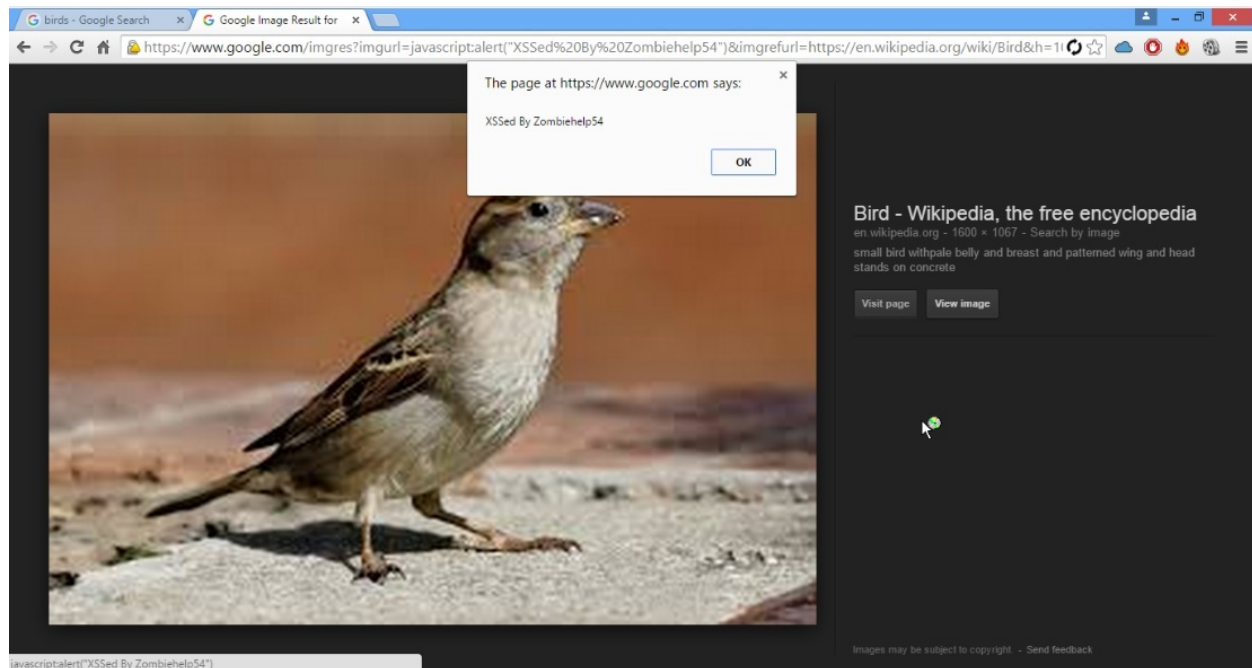 birds - Google Search
Google Image Result for
https://www.google.com/imgres?imgurl=javascript:alert("XSSed%20By%20Zombiehelp54")&imgrefurl=https://en.wikipedia.org/wiki/Bird&h=1
The page at https://www.google.com says:
XSSed By Zombiehelp54
OK
Bird - Wikipedia, the free encyclopedia
en.wikipedia.org - 1600 × 1067 - Search by image
small bird withpale belly and breast and patterned wing and head
stands on concrete
Visit page View image
Images may be subject to copyright. - Send feedback
javascript:alert("XSSed By Zombiehelp54")